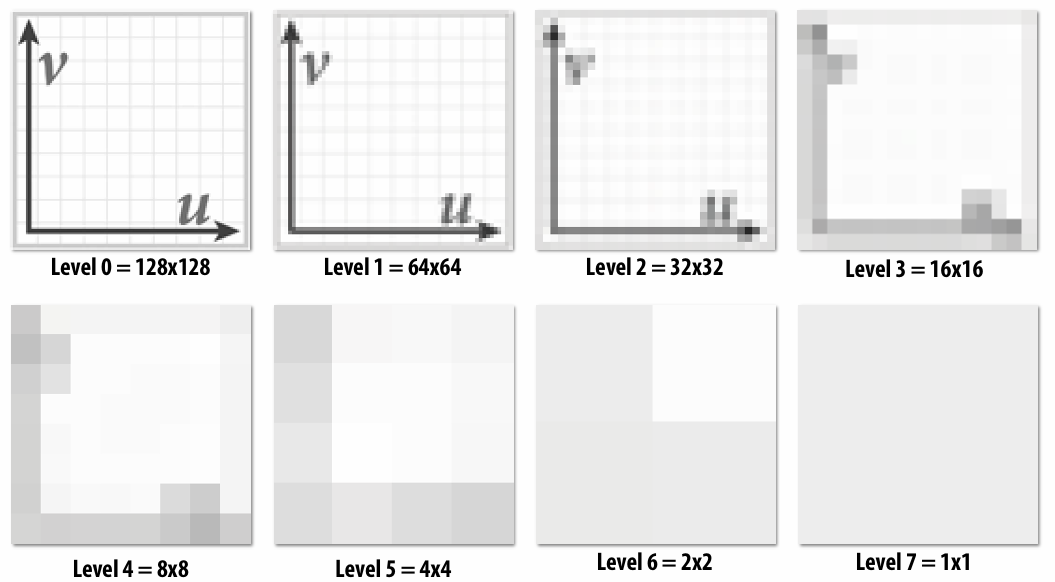 v
u
v
u
v
u
Level 0 = 128x128
Level 1 = 64x64
Level 2 = 32x32
Level 3 = 16x16
Level 4 = 8x8
Level 5 = 4x4
Level 6 = 2x2
Level 7 = 1x1